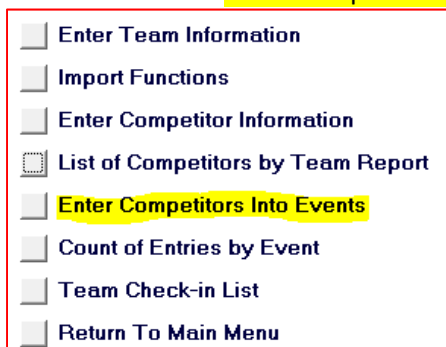 Enter Team Information
Import Functions
Enter Competitor Information
List of Competitors by Team Report
Enter Competitors Into Events
Count of Entries by Event
Team Check-in List
Return To Main Menu